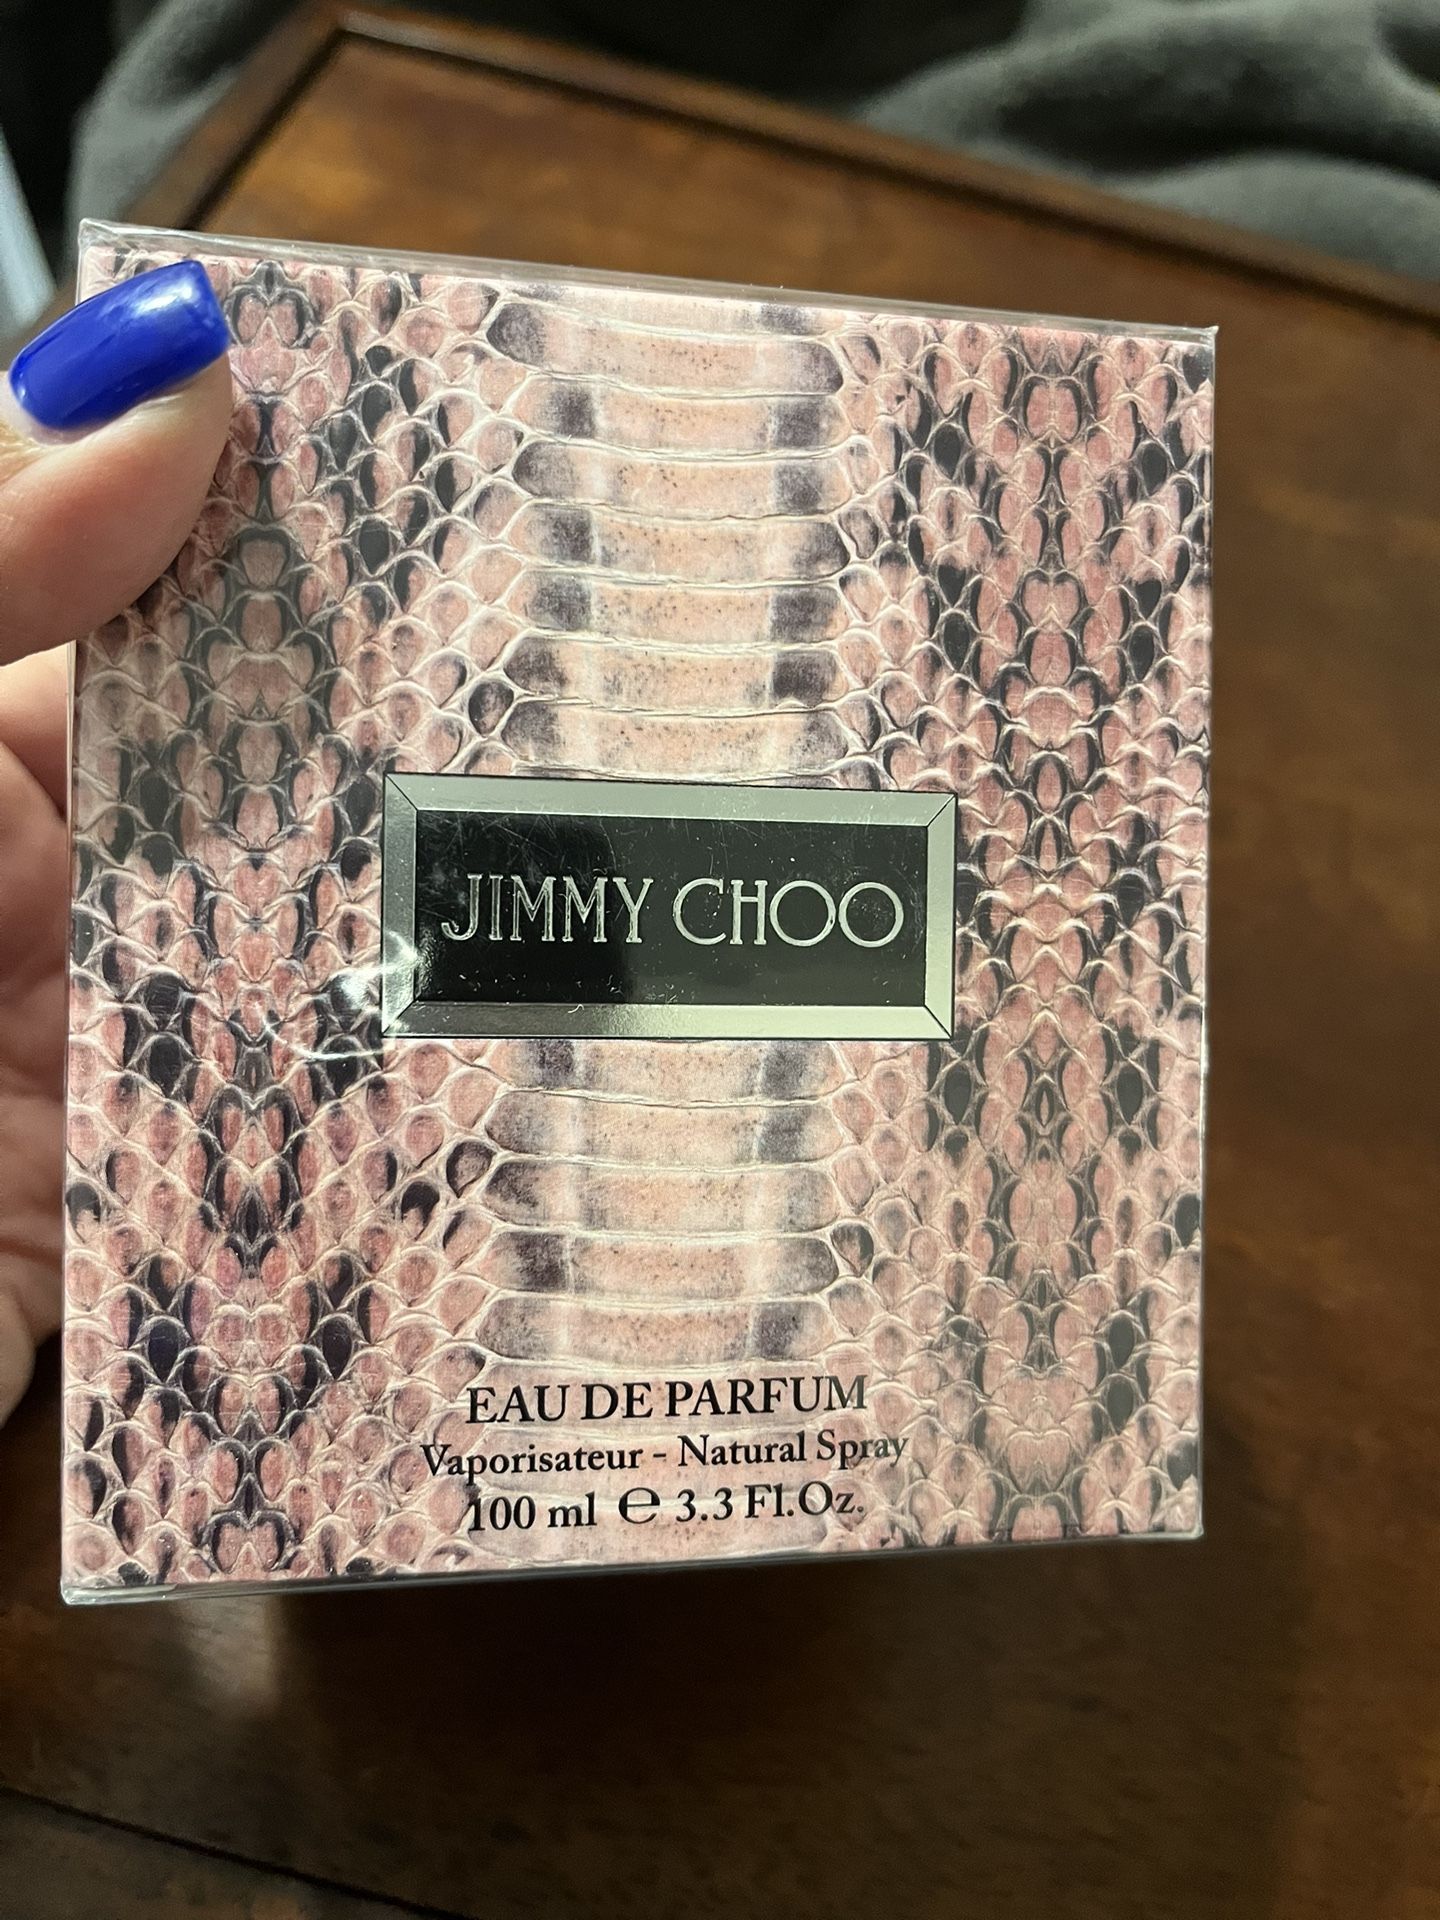 JIMMY CHOO
EAU DE PARFUM
Vaporisateur - Natural Spray
100 ml ℮ 3.3 Fl.Oz.